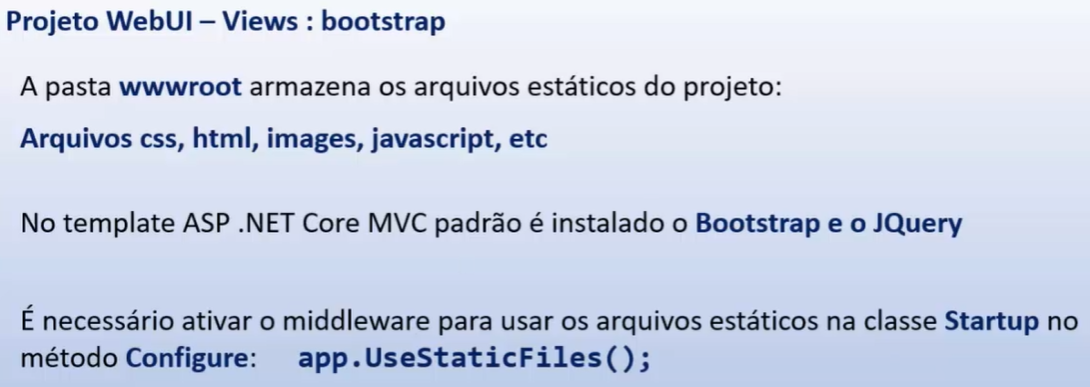 Projeto WebUI – Views : bootstrap
A pasta wwwroot armazena os arquivos estáticos do projeto:
Arquivos css, html, images, javascript, etc
No template ASP .NET Core MVC padrão é instalado o Bootstrap e o JQuery
É necessário ativar o middleware para usar os arquivos estáticos na classe Startup no
método Configure: app.UseStaticFiles();